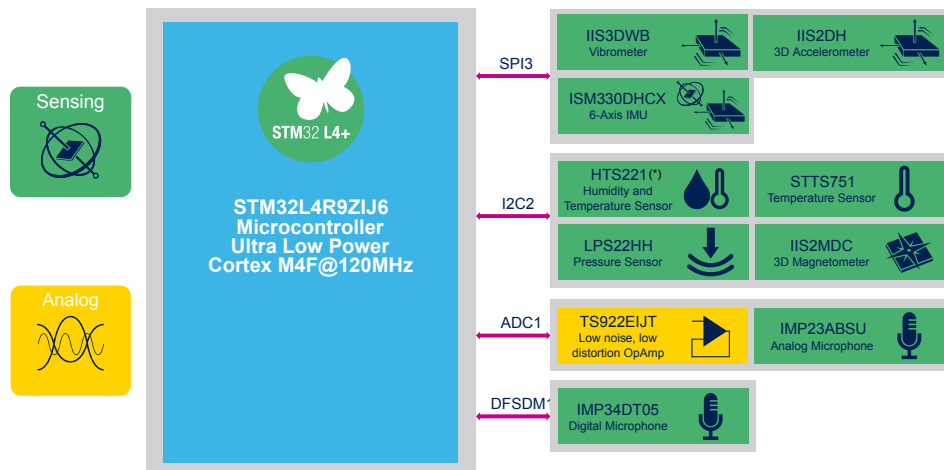 Sensing
Analog
STM32 L4+
STM32L4R9ZIJ6
Microcontroller
Ultra Low Power
Cortex M4F@120MHz
SPI3
IIS3DWB
Vibrometer
IIS2DH
3D Accelerometer
ISM330DHCX
6-Axis IMU
I2C2
HTS221(*)
Humidity and
Temperature Sensor
STTS751
Temperature Sensor
LPS22HH
Pressure Sensor
IIS2MDC
3D Magnetometer
ADC1
TS922EIJT
Low noise, low
distortion OpAmp
IMP23ABSU
Analog Microphone
DFSDM1
IMP34DT05
Digital Microphone